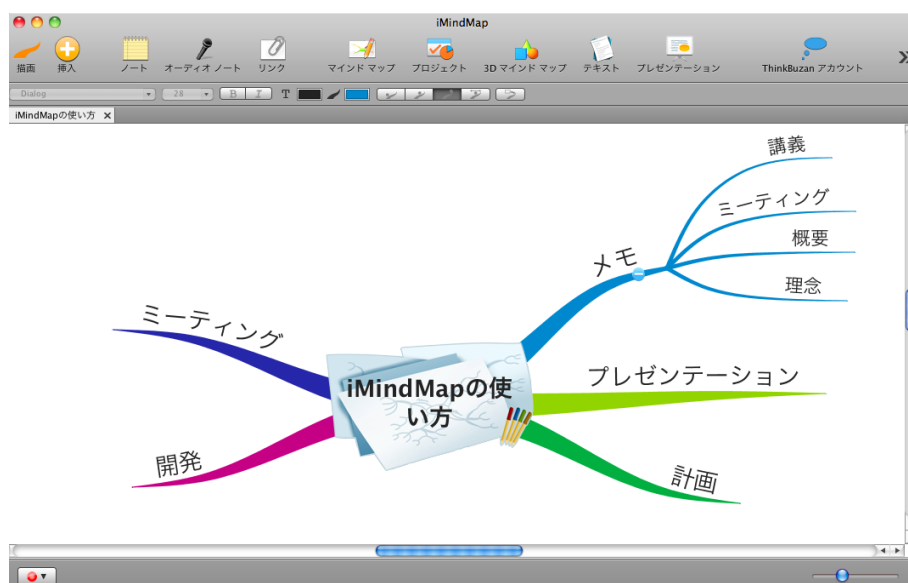 iMindMap
描画 挿入 ノート オーディオ ノート リンク マインド マップ プロジェクト 3D マインド マップ テキスト プレゼンテーション ThinkBuzan アカウント
Dialog 28 B I T
iMindMapの使い方
講義
ミーティング
概要
理念
メモ
ミーティング
プレゼンテーション
iMindMapの使
い方
開発
計画